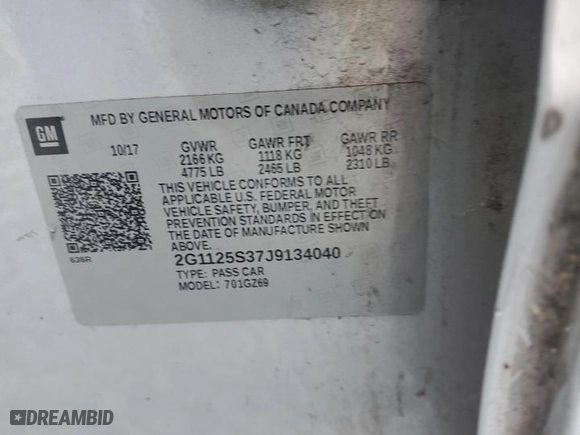 GM
MFD BY GENERAL MOTORS OF CANADA COMPANY
10/17 GVWR GAWR FRT GAWR RR
2166 KG 1118 KG 1048 KG
4775 LB 2465 LB 2310 LB
THIS VEHICLE CONFORMS TO ALL
APPLICABLE U.S. FEDERAL MOTOR
VEHICLE SAFETY, BUMPER, AND THEFT
PREVENTION STANDARDS IN EFFECT ON
THE DATE OF MANUFACTURE SHOWN
ABOVE.
636R
2G1125S37J9134040
TYPE: PASS CAR
MODEL: 701GZ69
DREAMBID